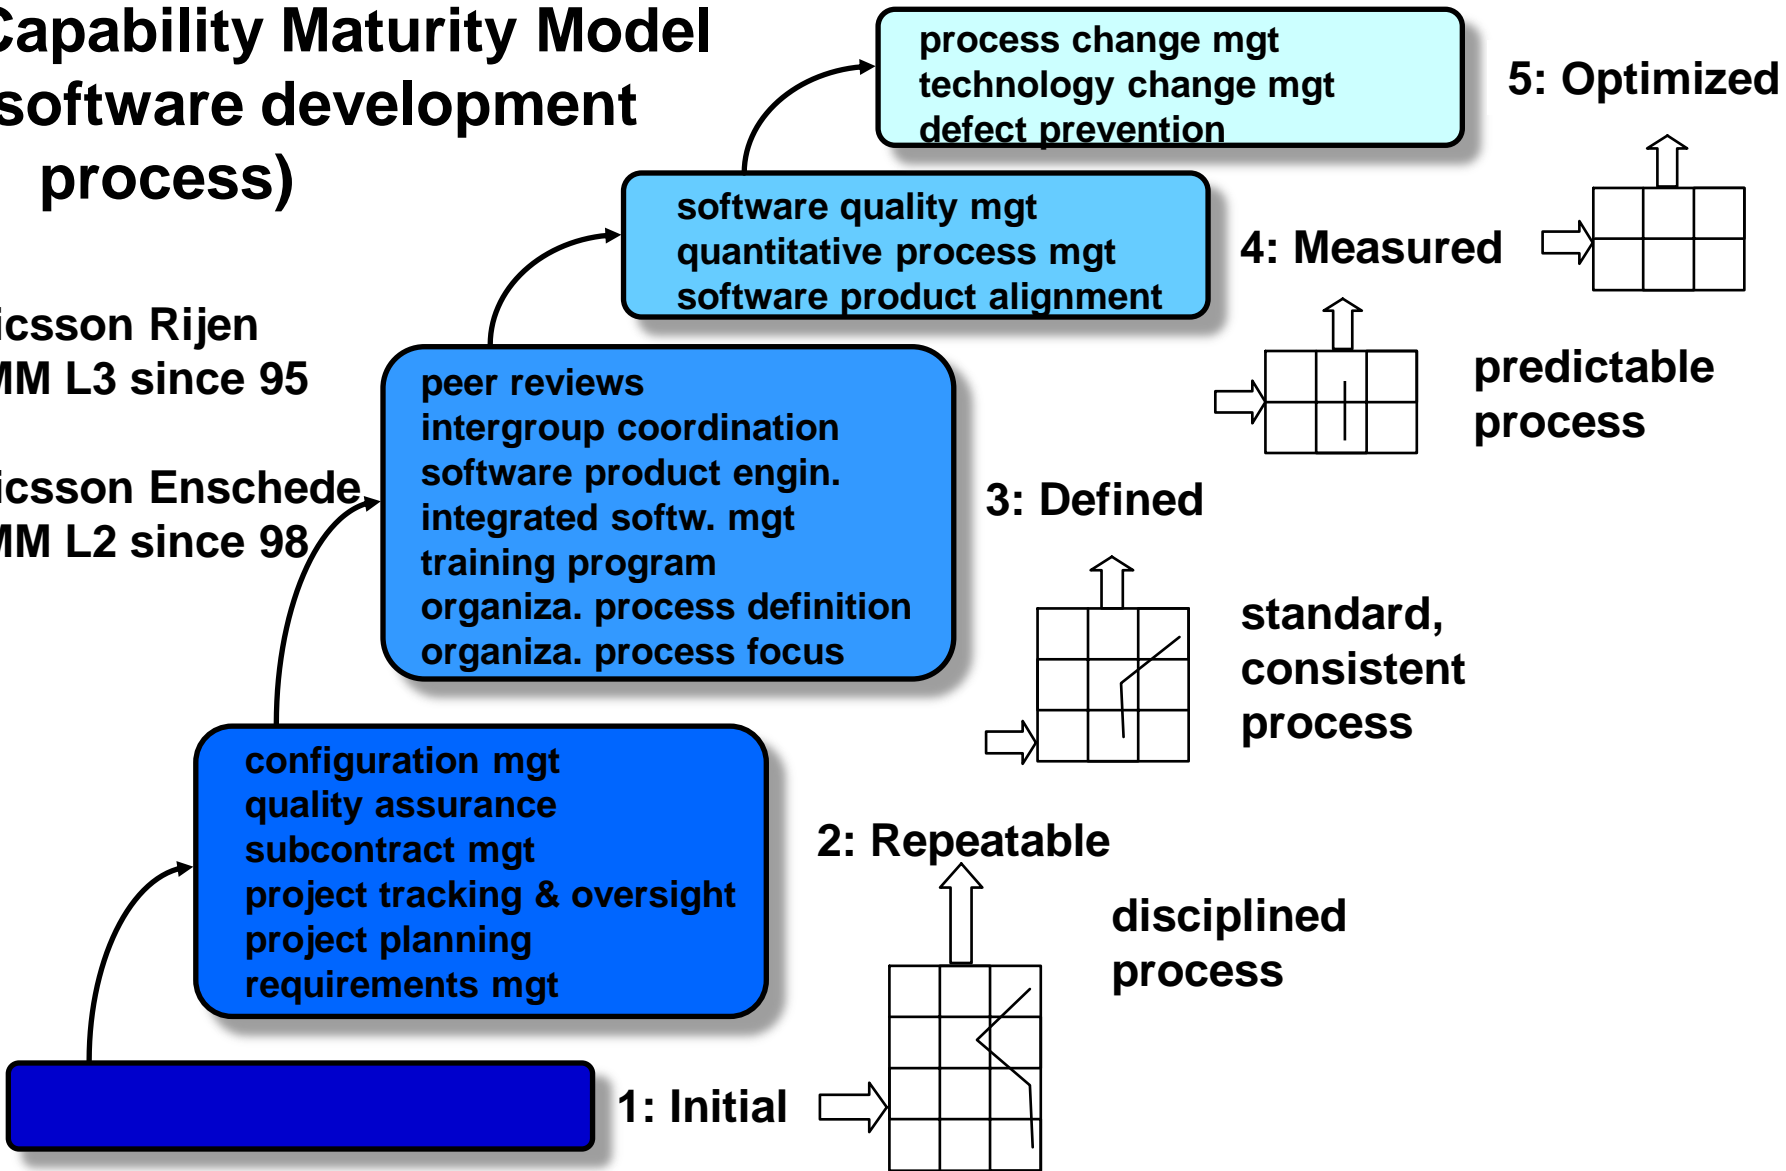 Capability Maturity Model
software development
process)
icsson Rijen
MM L3 since 95
icsson Enschede
MM L2 since 98
process change mgt
technology change mgt
defect prevention
5: Optimized
software quality mgt
quantitative process mgt
software product alignment
4: Measured
predictable
process
peer reviews
intergroup coordination
software product engin.
integrated softw. mgt
training program
organiza. process definition
organiza. process focus
3: Defined
standard,
consistent
process
configuration mgt
quality assurance
subcontract mgt
project tracking & oversight
project planning
requirements mgt
2: Repeatable
disciplined
process
1: Initial